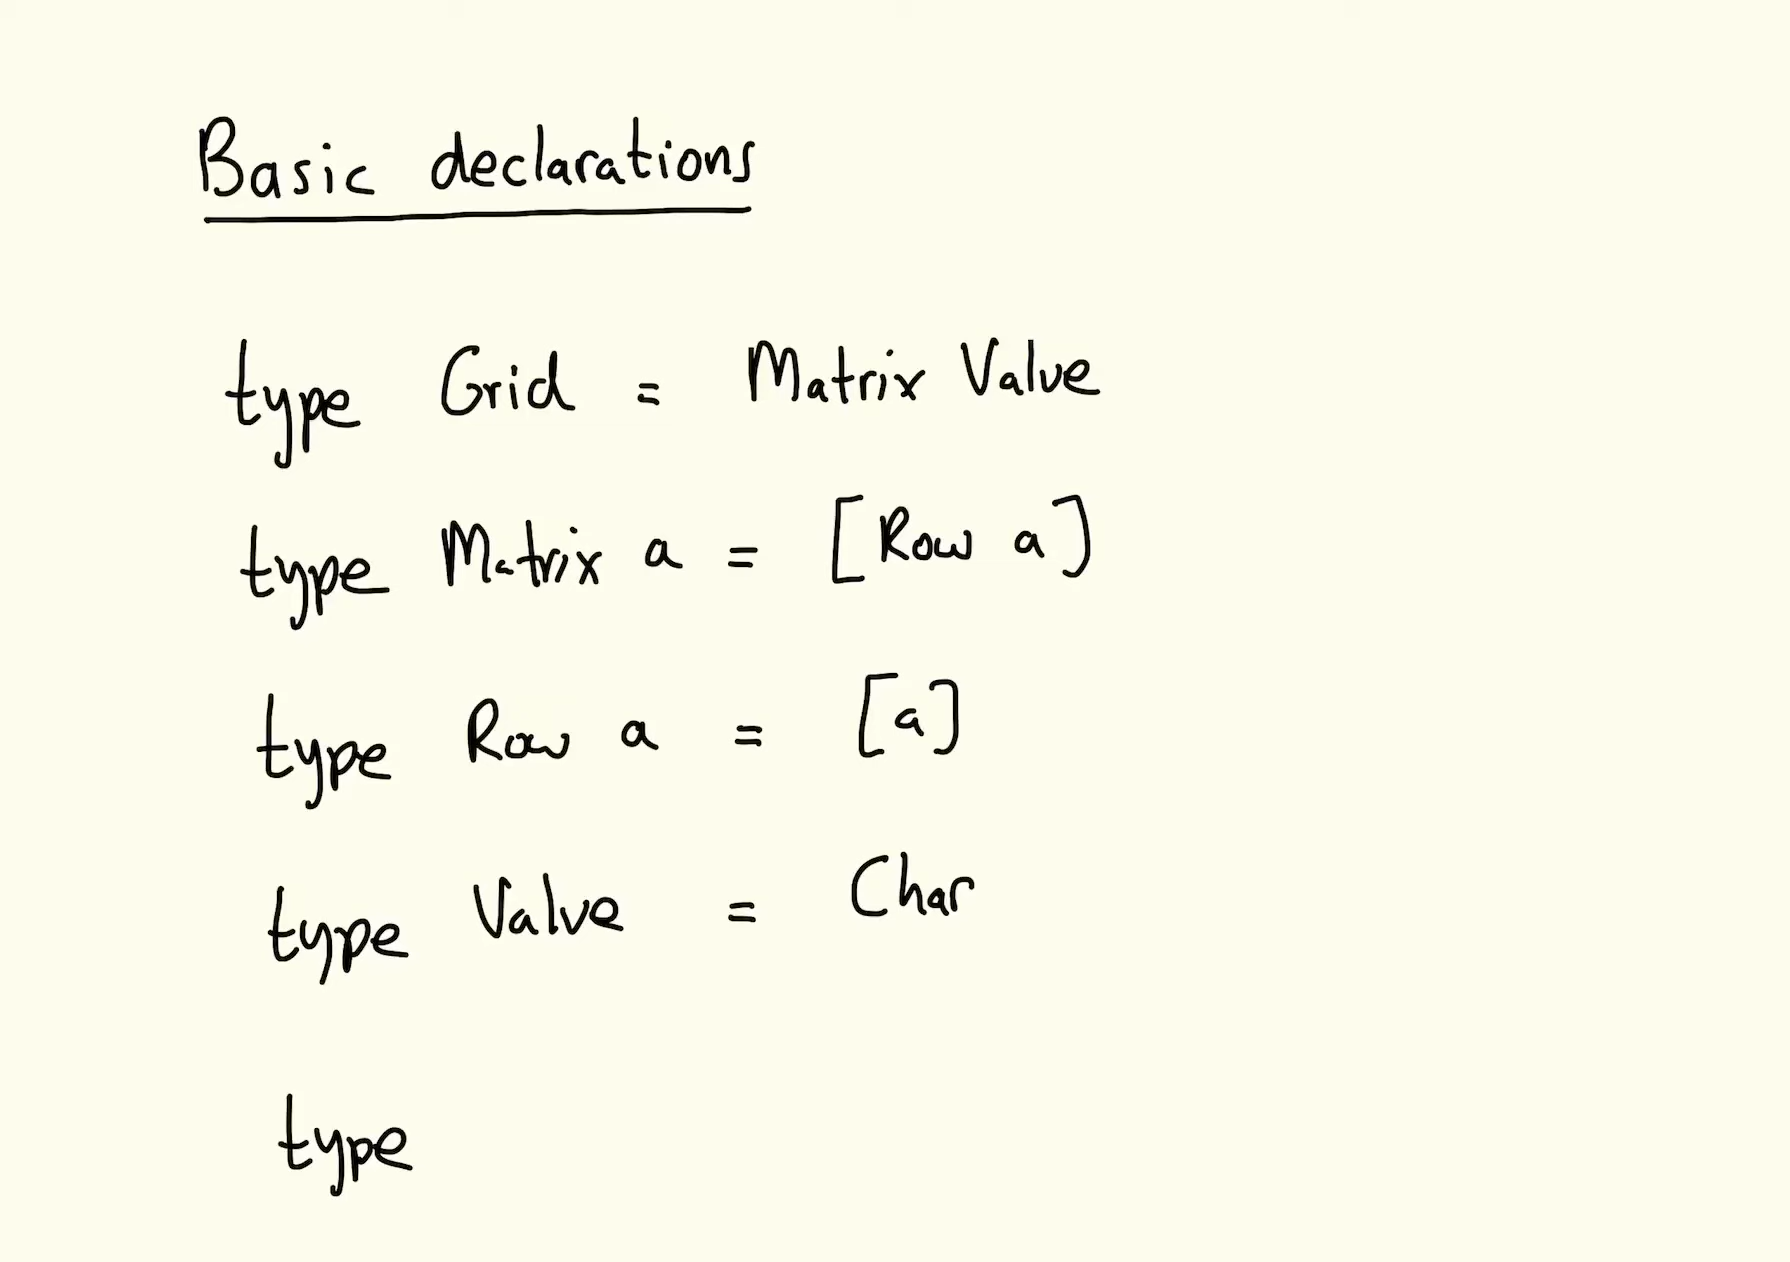 Basic declarations
type Grid = Matrix Value
type Matrix a = [Row a]
type Row a = [a]
type Value = Char
type